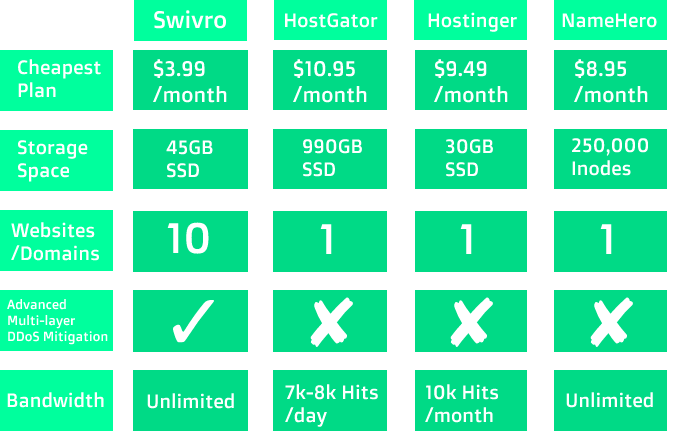 Swivro HostGator Hostinger NameHero
Cheapest $3.99 $10.95 $9.49 $8.95
Plan /month /month /month /month
Storage 45GB 990GB 30GB 250,000
Space SSD SSD SSD Inodes
Websites 10 1 1 1
/Domains
Advanced
Multi-layer ✓ ✘ ✘ ✘
DDoS Mitigation
Bandwidth Unlimited 7k-8k Hits 10k Hits Unlimited
/day /month